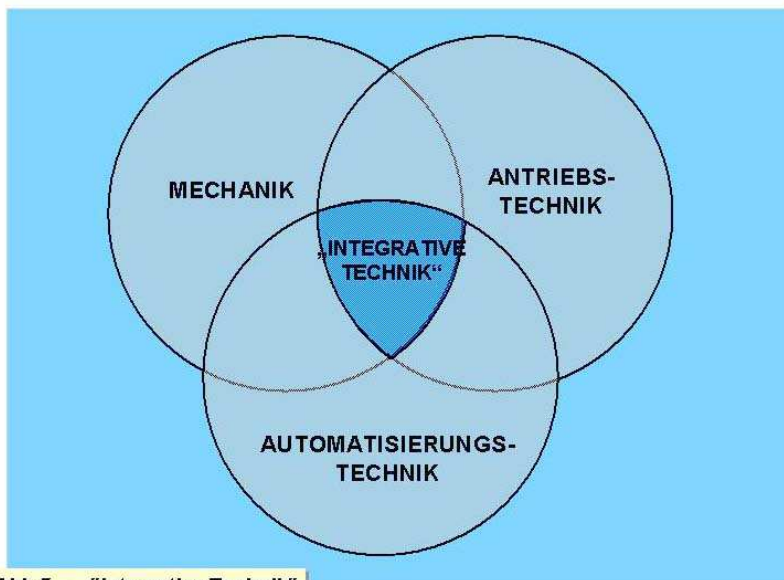 MECHANIK
ANTRIEBS-
TECHNIK
„INTEGRATIVE
TECHNIK“
AUTOMATISIERUNGS-
TECHNIK